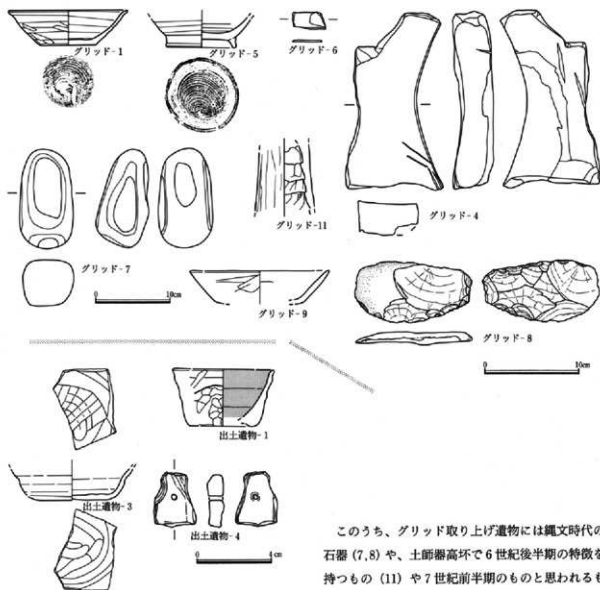 グリッド-1
グリッド-5
グリッド-6
グリッド-11
グリッド-4
グリッド-7
0 10cm
グリッド-9
グリッド-8
0 10cm
出土遺物-1
出土遺物-3
出土遺物-4
0 4cm
このうち、グリッド取り上げ遺物には縄文時代の
石器 (7,8) や、土師器高坏で6世紀後半期の特徴を
持つもの (11) や7世紀前半期のものと思われるも